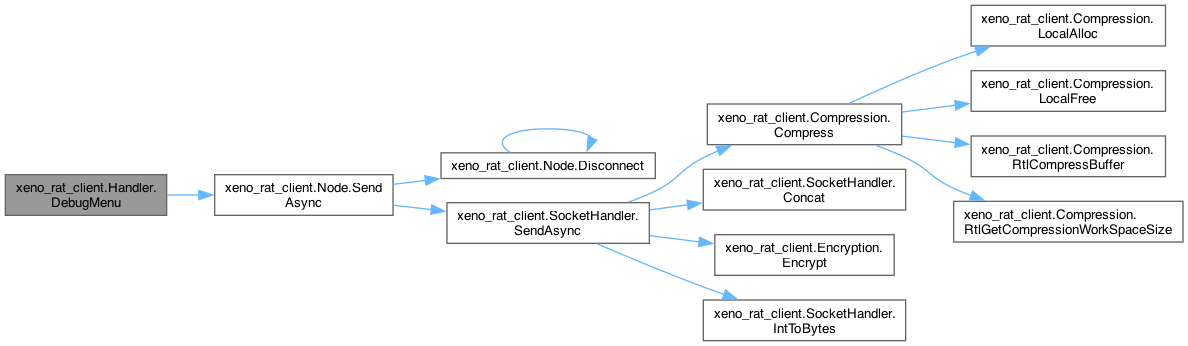 xeno_rat_client.Handler.
DebugMenu
xeno_rat_client.Node.Send
Async
xeno_rat_client.Node.Disconnect
xeno_rat_client.SocketHandler.
SendAsync
xeno_rat_client.Compression.
Compress
xeno_rat_client.SocketHandler.
Concat
xeno_rat_client.Encryption.
Encrypt
xeno_rat_client.SocketHandler.
IntToBytes
xeno_rat_client.Compression.
LocalAlloc
xeno_rat_client.Compression.
LocalFree
xeno_rat_client.Compression.
RtlCompressBuffer
xeno_rat_client.Compression.
RtlGetCompressionWorkSpaceSize